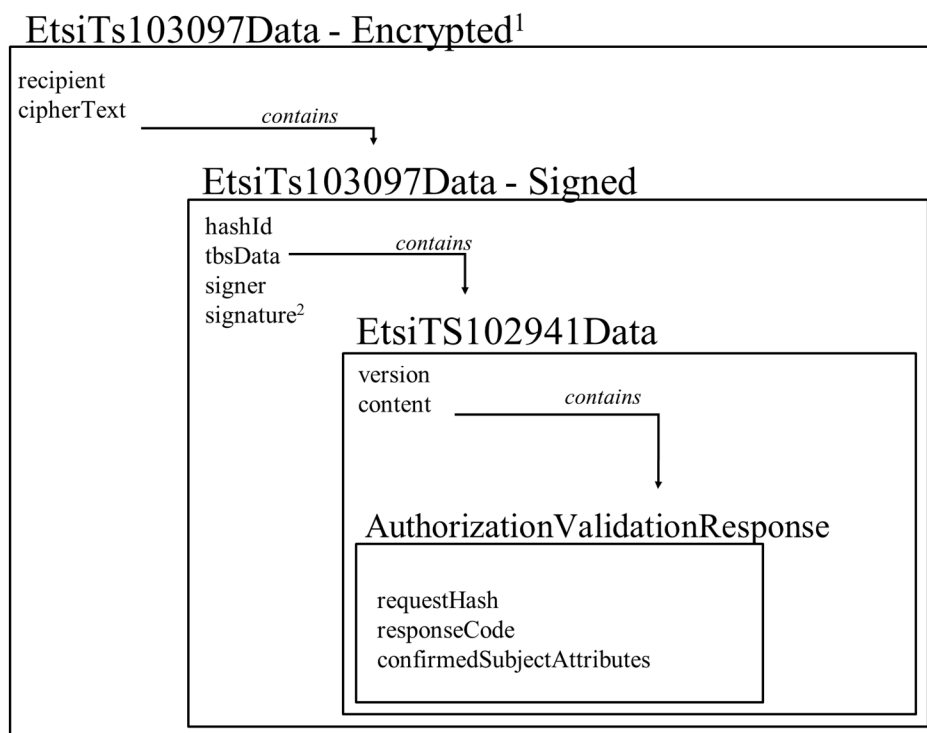 EtsiTs103097Data - Encrypted¹
recipient
cipherText
contains
EtsiTs103097Data - Signed
hashId
tbsData
contains
signer
signature²
EtsiTS102941Data
version
content
contains
AuthorizationValidationResponse
requestHash
responseCode
confirmedSubjectAttributes